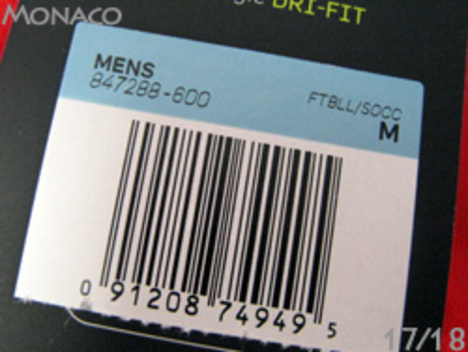 MONACO
DRI-FIT
MENS
847288-600
FTBLL/SOCC
M
0 91208 74949 5
17/18